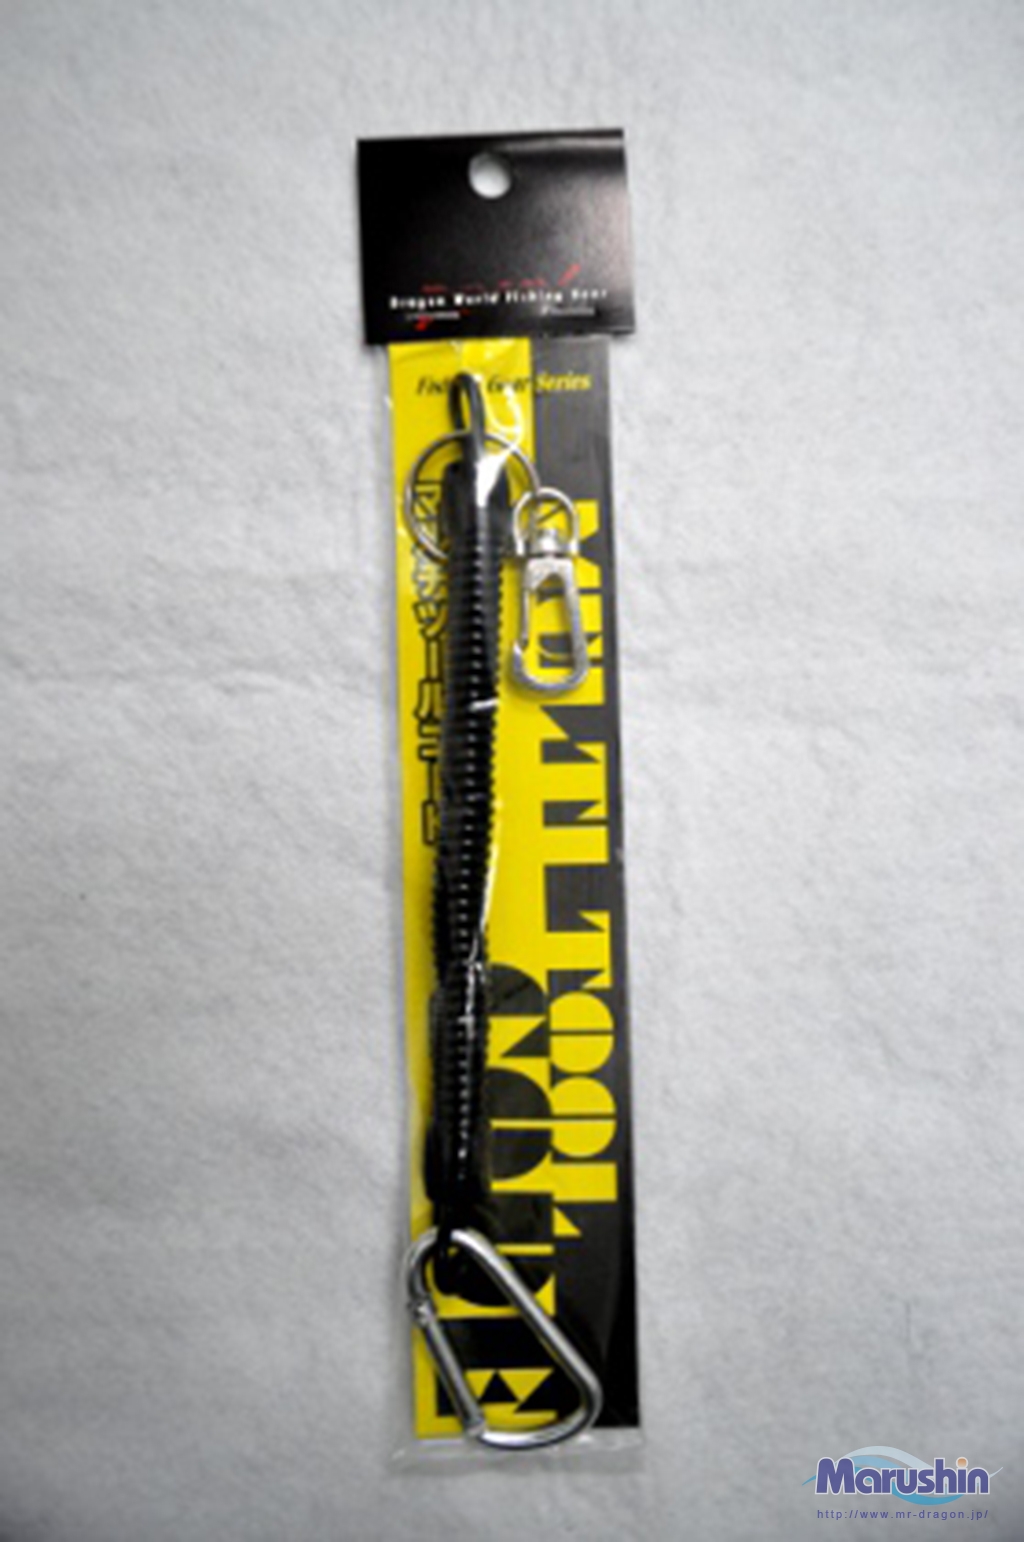 Dragon World Fishing Gear
Fishing Gear Series
マルチツールコード
MULTI TOOL
CODE
Marushin
http://www.mr-dragon.jp/